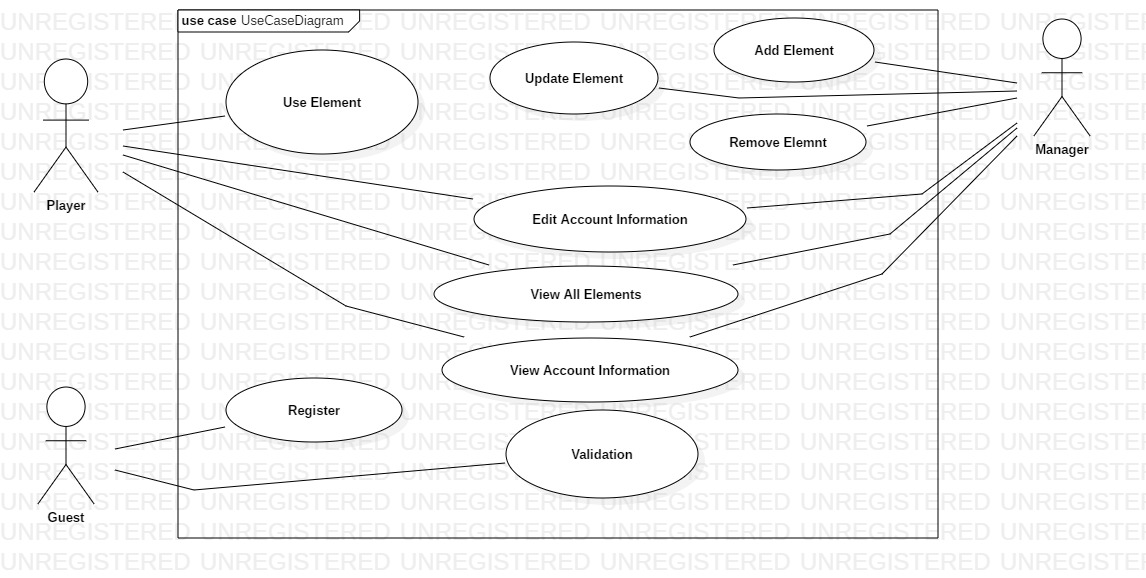 use case UseCaseDiagram
Add Element
Update Element
Use Element
Remove Elemnt
Manager
Player
Edit Account Information
View All Elements
View Account Information
Register
Validation
Guest
UNREGISTERED